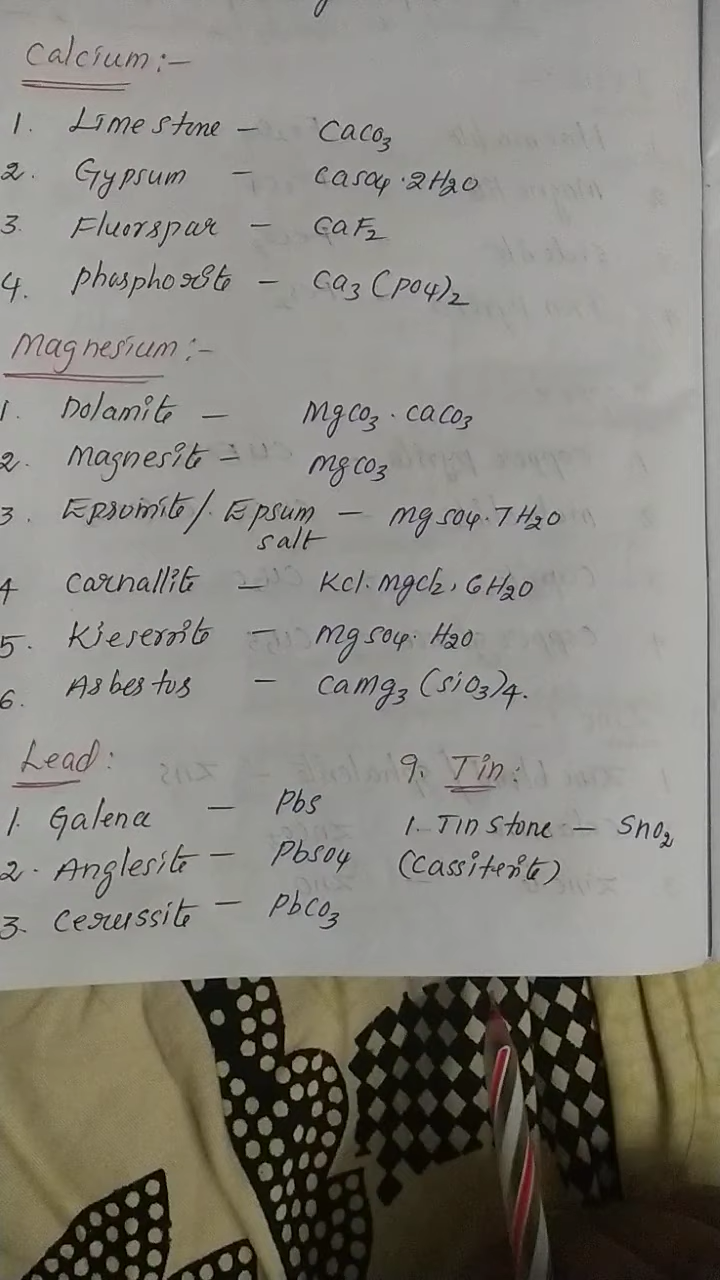 Calcium:-
1. Limestone - CaCO3
2. Gypsum - CaSO4·2H2O
3. Fluorspar - CaF2
4. phosphorite - Ca3(PO4)2
Magnesium:-
1. Dolamite - MgCO3·CaCO3
2. Magnesite - MgCO3
3. Epsomite/Epsum salt - MgSO4·7H2O
4 Carnallite - KCl.MgCl2.6H2O
5. Kieserite - MgSO4·H2O
6. Asbestos - CaMg3(SiO3)4.
Lead:
1. Galena - PbS
2. Anglesite - PbSO4
3. Cerussite - PbCO3
9. Tin:
1. Tin stone - SnO2
(Cassiterite)